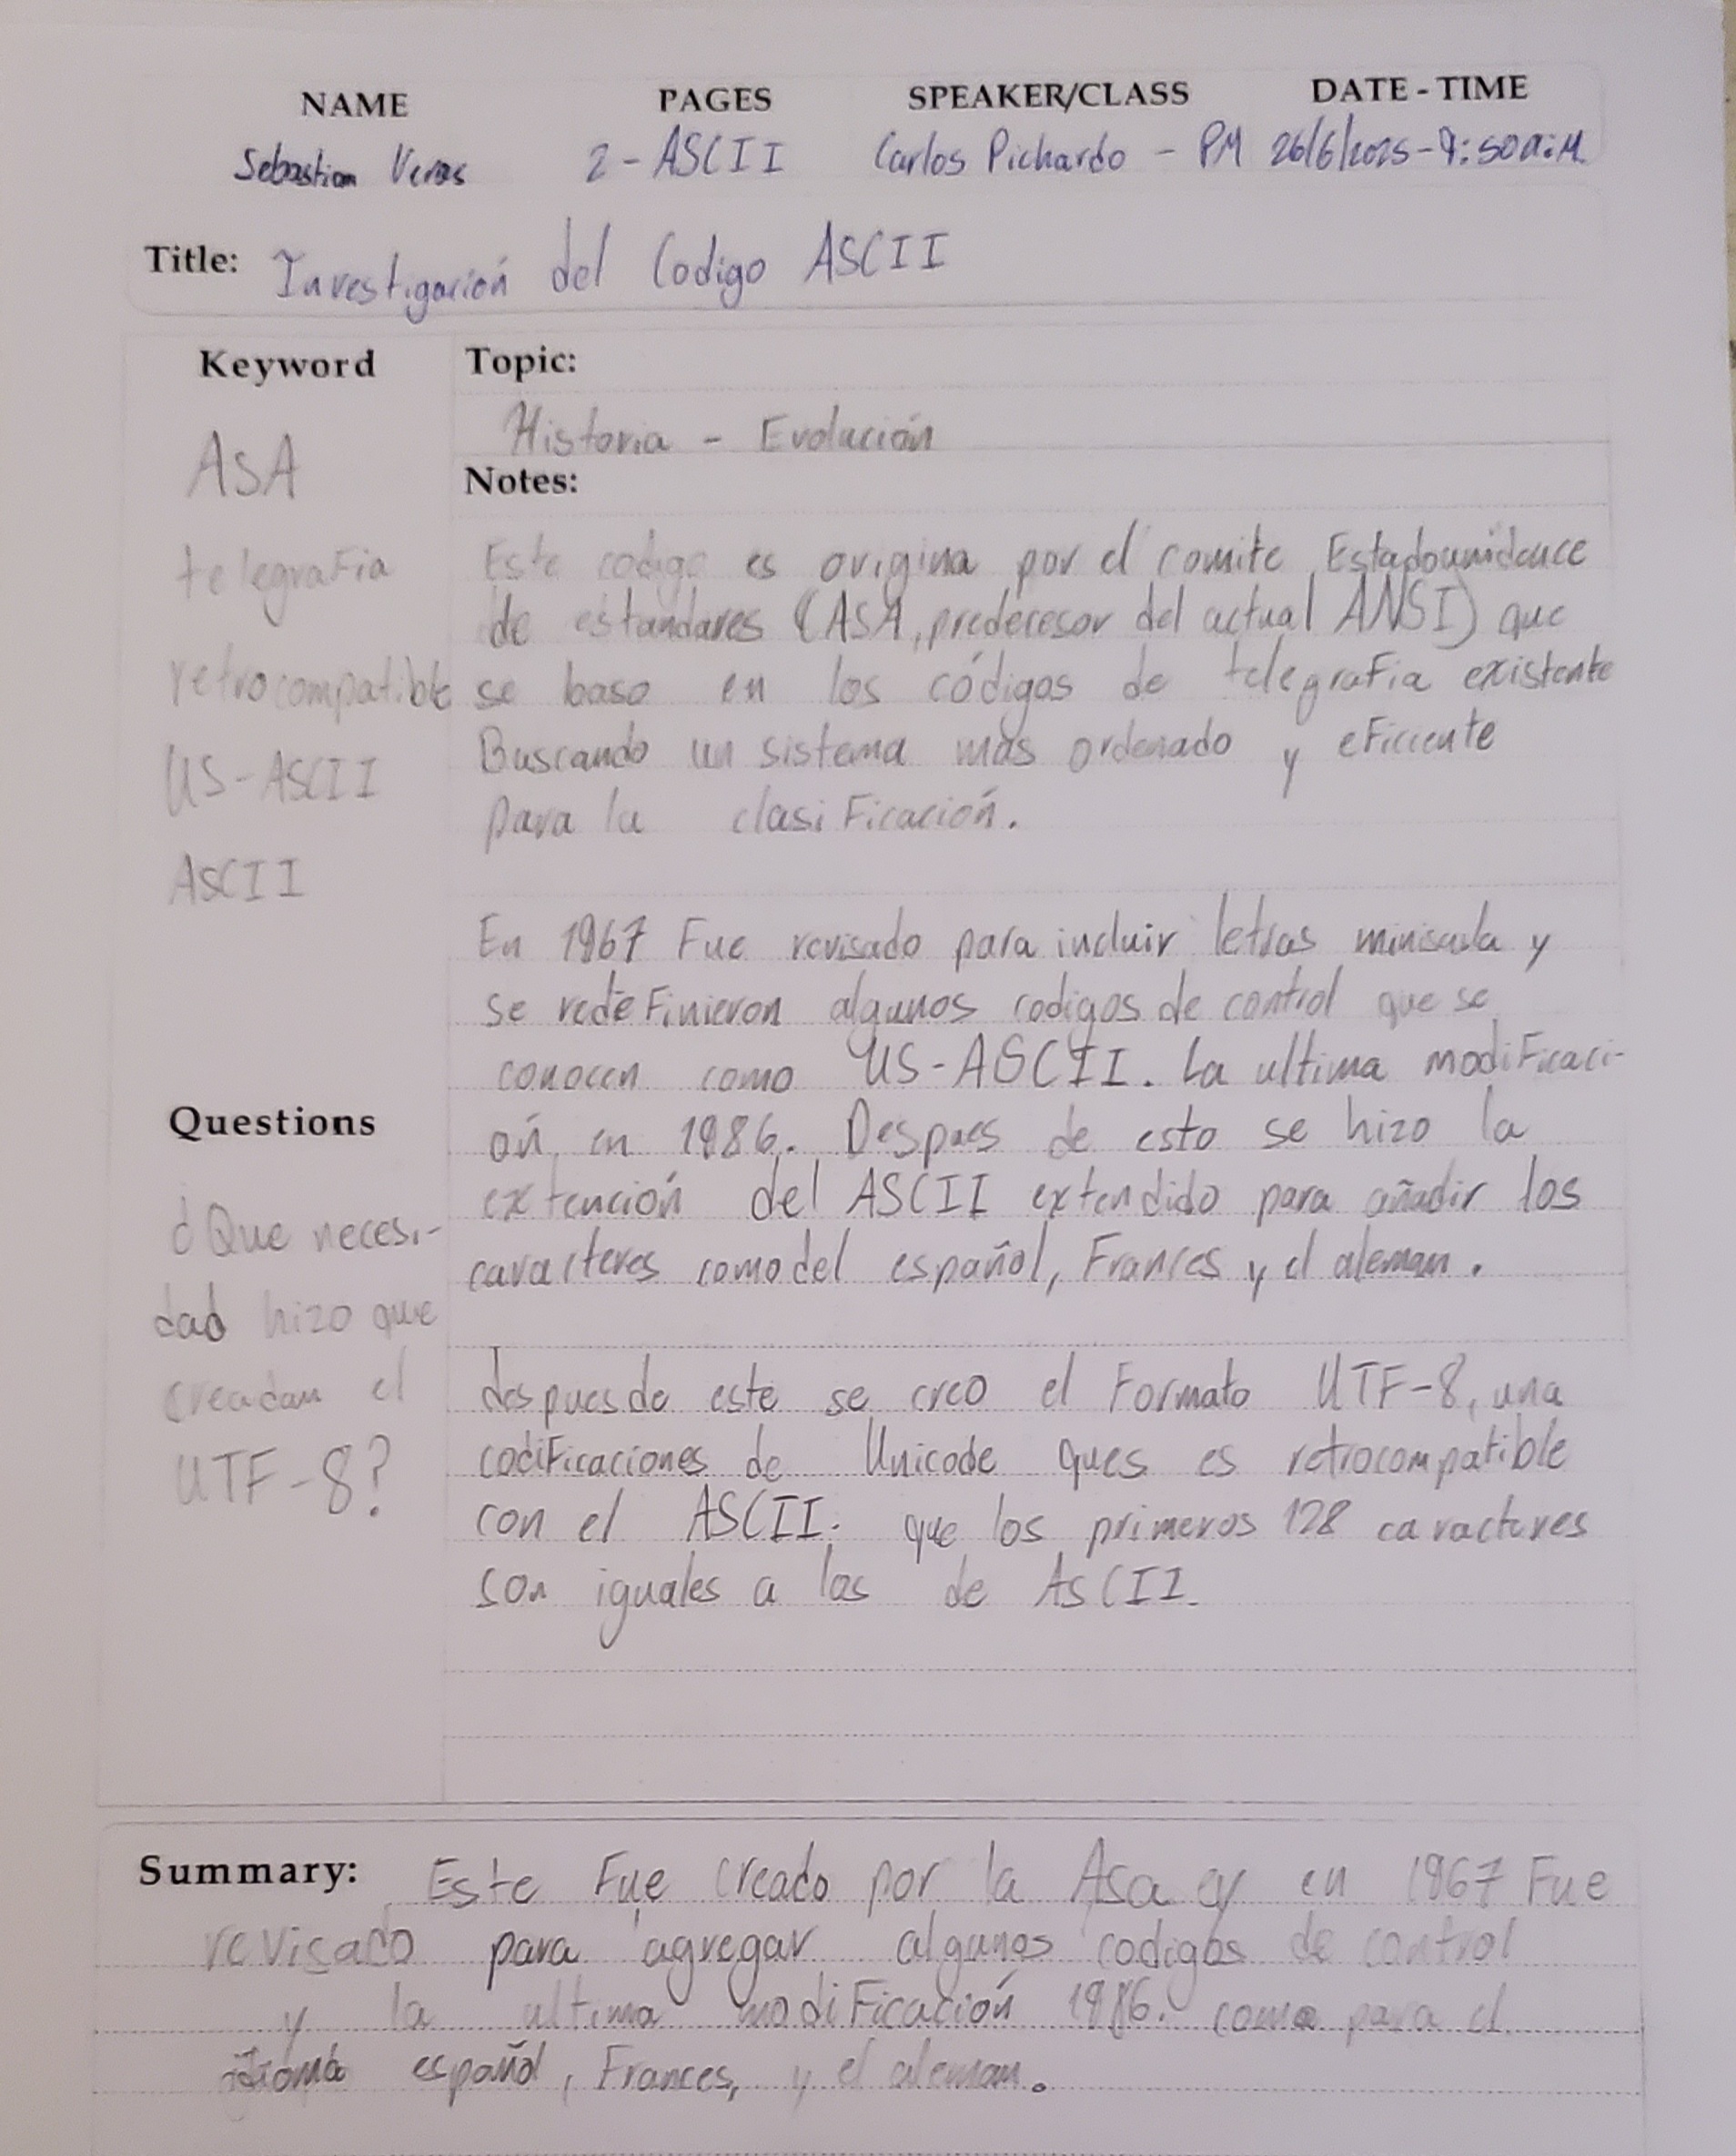 NAME PAGES SPEAKER/CLASS DATE - TIME
Sebastian Veras 2 - ASCII Carlos Pichardo - PM 26/6/2025 - 9:50 a.M
Title: Investigación del Codigo ASCII
Keyword
ASA
telegrafia
retrocompatible
US-ASCII
ASCII
Questions
¿Que necesi-
dad hizo que
creadan el
UTF-8?
Topic:
Historia - Evolución
Notes:
Este codigo es origina por el comite Estadounidence
de estandares (ASA, predecesor del actual ANSI) que
se baso en los códigos de telegrafia existente
Buscando un sistema más ordenado y eficiente
para la clasificación.
En 1967 Fue revisado para incluir letras miniscula y
se redefinieron algunos codigos de control que se
conocen como US-ASCII. La ultima modificaci-
ón en 1986. Despues de esto se hizo la
extención del ASCII extendido para añadir los
caracteres como del español, Frances y el aleman.
despues de este se creo el Formato UTF-8, una
codificaciones de Unicode ques es retrocompatible
con el ASCII. que los primeros 128 caracteres
son iguales a los de ASCII.
Summary: Este Fue creado por la Asa y en 1967 Fue
revisado para agregar algunos codigos de control
y la ultima modificación 1986. como para el
idioma español, Frances, y el aleman.